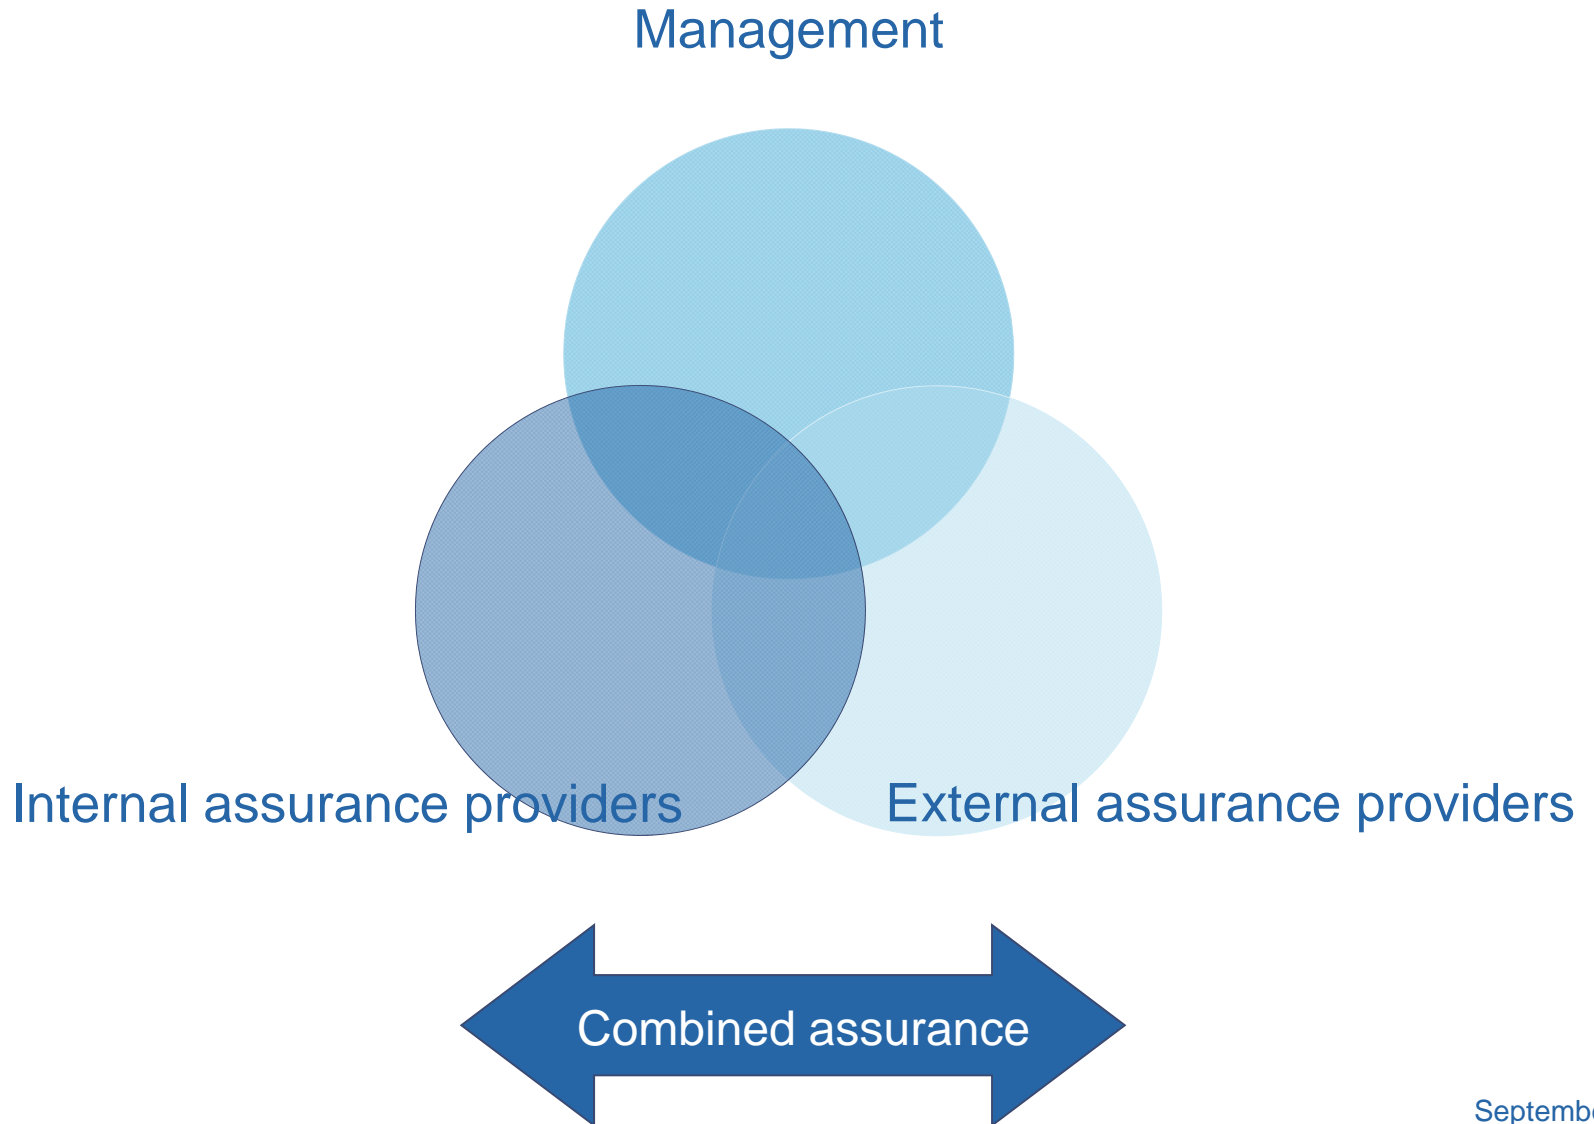 Management
Internal assurance providers
External assurance providers
Combined assurance